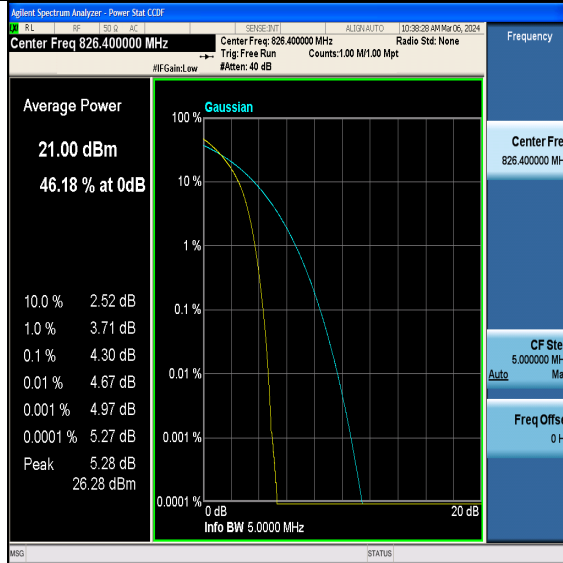 Agilent Spectrum Analyzer - Power Stat CCDF
LXI RL RF 50 Ω AC SENSE:INT ALIGNAUTO 10:38:28 AM Mar 06, 2024
Center Freq 826.400000 MHz
Center Freq: 826.400000 MHz Radio Std: None
Trig: Free Run Counts:1.00 M/1.00 Mpt
#IFGain:Low #Atten: 40 dB
Frequency
Center Fre
826.400000 MH
CF Ste
5.000000 MH
Auto Ma
Freq Offs
0 H
Average Power
21.00 dBm
46.18 % at 0dB
10.0 % 2.52 dB
1.0 % 3.71 dB
0.1 % 4.30 dB
0.01 % 4.67 dB
0.001 % 4.97 dB
0.0001 % 5.27 dB
Peak 5.28 dB
26.28 dBm
Gaussian
100 %
10 %
1 %
0.1 %
0.01 %
0.001 %
0.0001 %
0 dB 20 dB
Info BW 5.0000 MHz
MSG STATUS